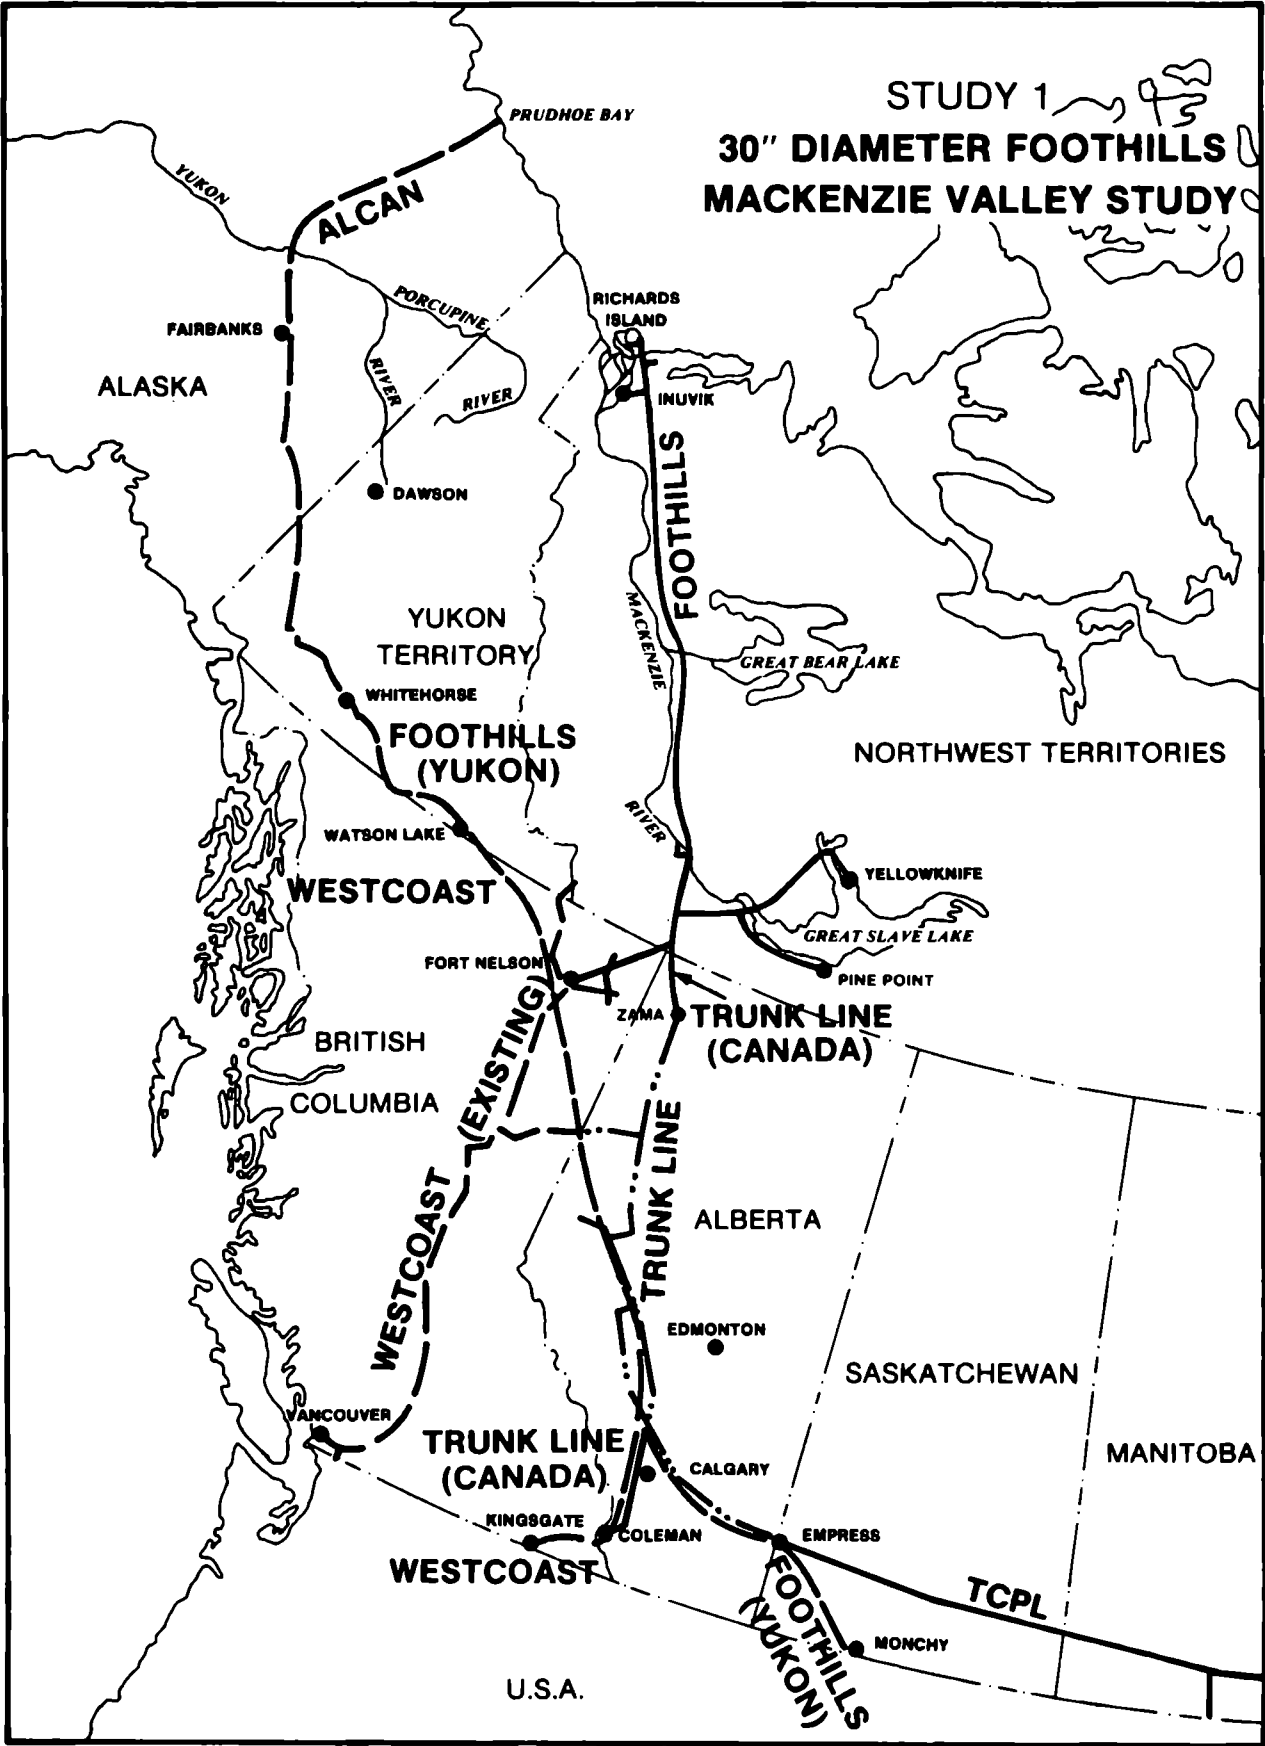 STUDY 1
30" DIAMETER FOOTHILLS
MACKENZIE VALLEY STUDY
PRUDHOE BAY
YUKON
ALCAN
PORCUPINE
RICHARDS
ISLAND
FAIRBANKS
ALASKA
RIVER
RIVER
INUVIK
FOOTHILLS
DAWSON
MACKENZIE
YUKON
TERRITORY
GREAT BEAR LAKE
WHITEHORSE
FOOTHILLS
(YUKON)
NORTHWEST TERRITORIES
RIVER
WATSON LAKE
WESTCOAST
YELLOWKNIFE
GREAT SLAVE LAKE
FORT NELSON
PINE POINT
ZAMA
TRUNK LINE
(CANADA)
BRITISH
COLUMBIA
(EXISTING)
WESTCOAST
TRUNK LINE
ALBERTA
EDMONTON
SASKATCHEWAN
VANCOUVER
TRUNK LINE
(CANADA)
CALGARY
MANITOBA
KINGSGATE
COLEMAN
EMPRESS
WESTCOAST
FOOTHILLS
(YUKON)
TCPL
MONCHY
U.S.A.